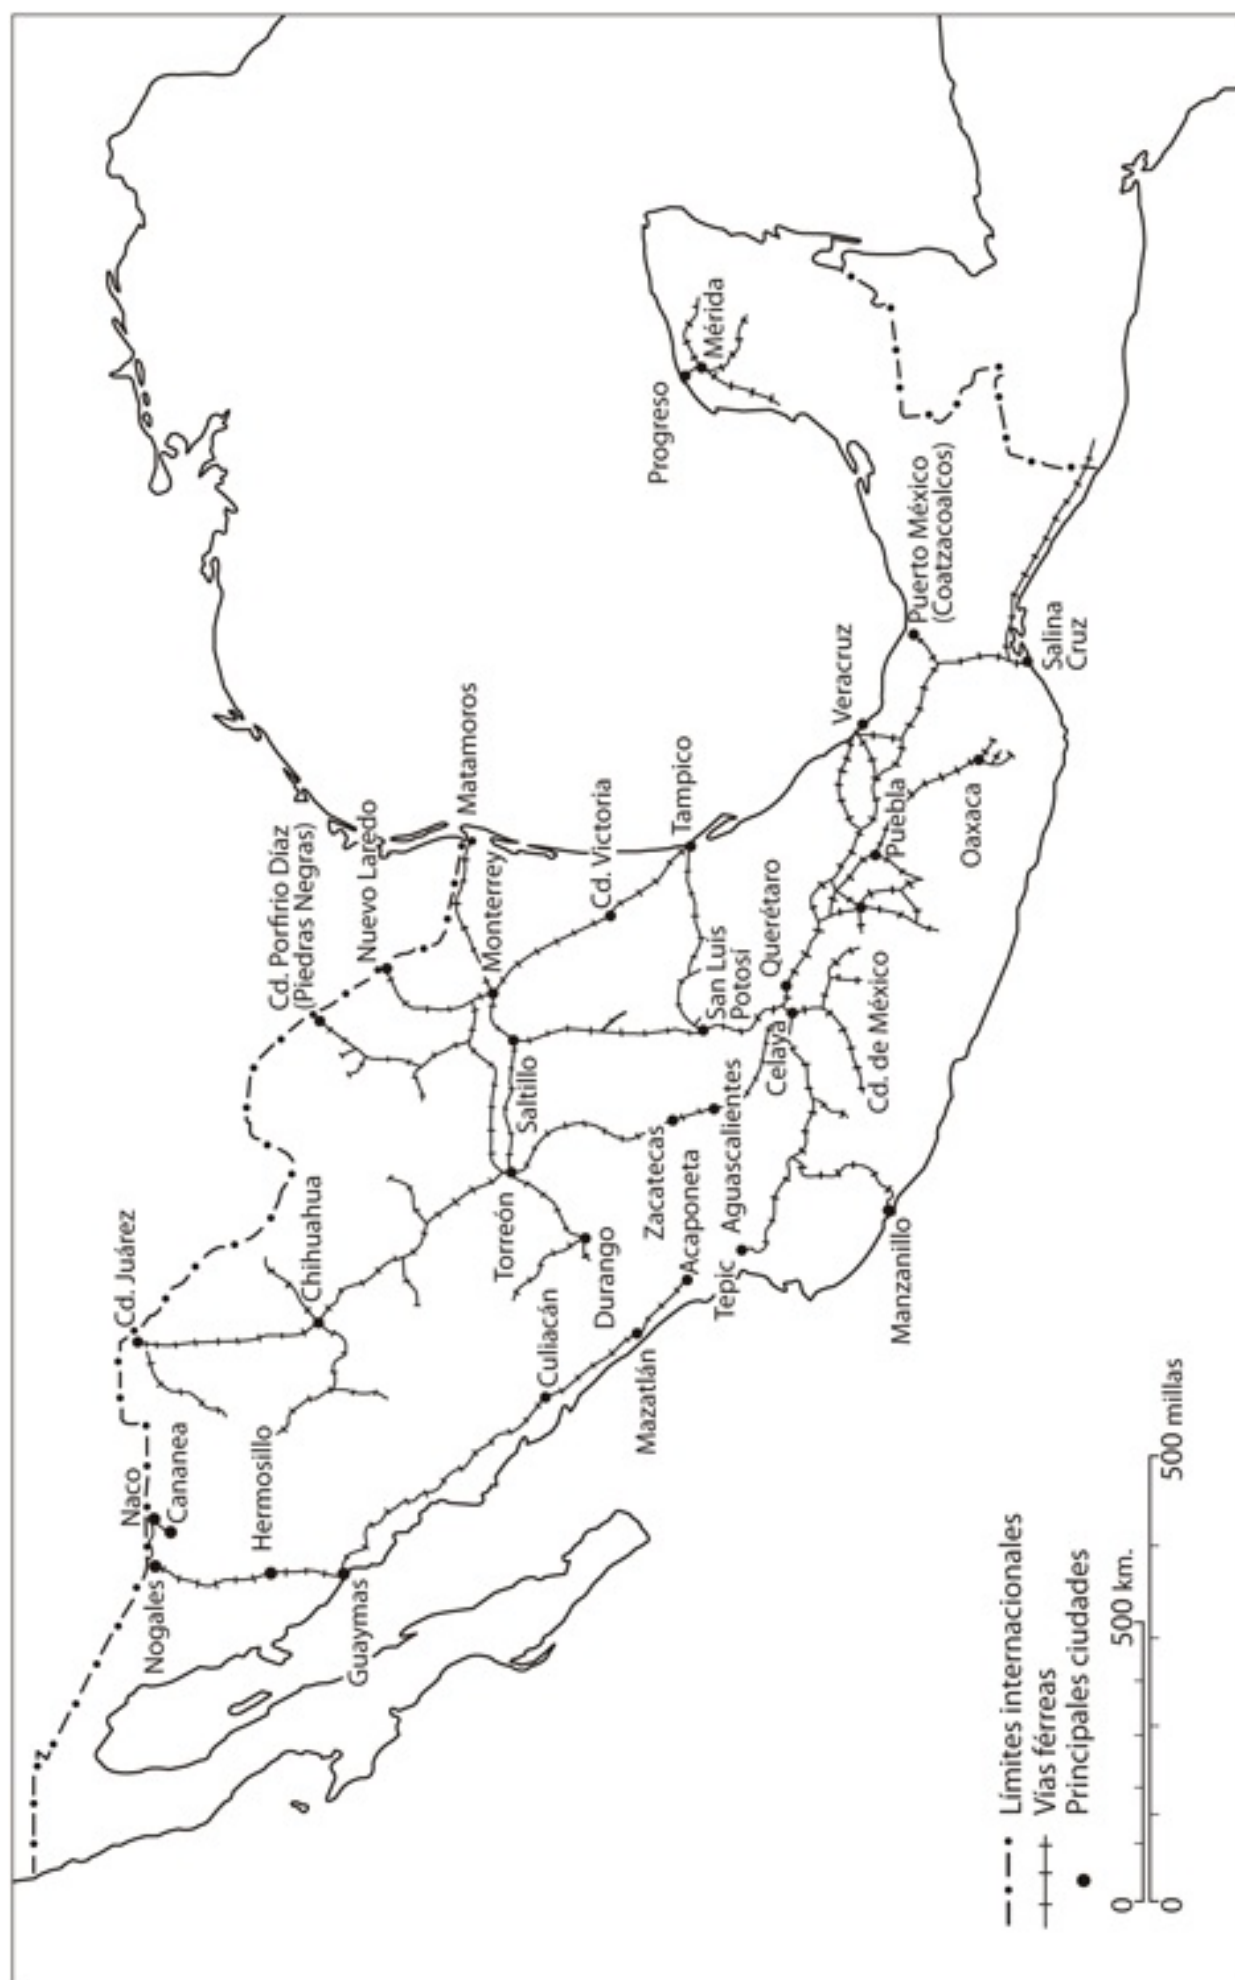 Naco
Cananea
Nogales
Hermosillo
Guaymas
Cd. Juárez
Chihuahua
Cd. Porfirio Díaz
(Piedras Negras)
Nuevo Laredo
Matamoros
Monterrey
Saltillo
Torreón
Durango
Culiacán
Mazatlán
Cd. Victoria
Tampico
Zacatecas
Acaponeta
Aguascalientes
Tepic
San Luis
Potosí
Querétaro
Celaya
Cd. de México
Manzanillo
Veracruz
Puebla
Oaxaca
Progreso
Mérida
Puerto México
(Coatzacoalcos)
Salina
Cruz
Límites internacionales
Vías férreas
Principales ciudades
0
500 km.
0
500 millas